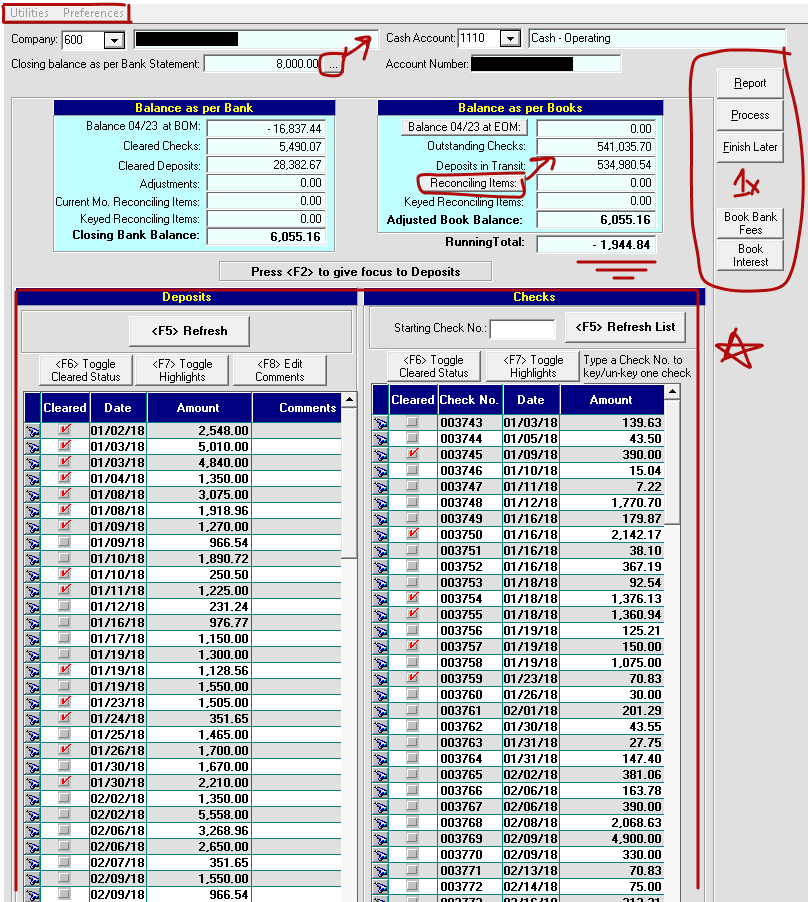 Utilities Preferences
Company: 600 Cash Account: 1110 Cash - Operating
Closing balance as per Bank Statement: 8,000.00 ... Account Number:
Balance as per Bank
Balance 04/23 at BOM: - 16,837.44
Cleared Checks: 5,490.07
Cleared Deposits: 28,382.67
Adjustments: 0.00
Current Mo. Reconciling Items: 0.00
Keyed Reconciling Items: 0.00
Closing Bank Balance: 6,055.16
Balance as per Books
Balance 04/23 at EOM: 0.00
Outstanding Checks: 541,035.70
Deposits in Transit: 534,980.54
Reconciling Items: 0.00
Keyed Reconciling Items: 0.00
Adjusted Book Balance: 6,055.16
RunningTotal: - 1,944.84
Report
Process
Finish Later
1x
Book Bank
Fees
Book
Interest
Press <F2> to give focus to Deposits
Deposits
<F5> Refresh
<F6> Toggle
Cleared Status
<F7> Toggle
Highlights
<F8> Edit
Comments
Cleared Date Amount Comments
01/02/18 2,548.00
01/03/18 5,010.00
01/03/18 4,840.00
01/04/18 1,350.00
01/08/18 3,075.00
01/08/18 1,918.96
01/09/18 1,270.00
01/09/18 966.54
01/10/18 1,890.72
01/10/18 250.50
01/11/18 1,225.00
01/12/18 231.24
01/16/18 976.77
01/17/18 1,150.00
01/19/18 1,300.00
01/19/18 1,128.56
01/19/18 1,550.00
01/23/18 1,505.00
01/24/18 351.65
01/25/18 1,465.00
01/26/18 1,700.00
01/30/18 1,670.00
01/30/18 2,210.00
02/02/18 1,350.00
02/02/18 5,558.00
02/06/18 3,268.96
02/06/18 2,650.00
02/07/18 351.65
02/09/18 1,550.00
02/09/18 966.54
Checks
Starting Check No.: <F5> Refresh List
<F6> Toggle
Cleared Status
<F7> Toggle
Highlights
Type a Check No. to
key/un-key one check
Cleared Check No. Date Amount
003743 01/03/18 139.63
003744 01/05/18 43.50
003745 01/09/18 390.00
003746 01/10/18 15.04
003747 01/11/18 7.22
003748 01/12/18 1,770.70
003749 01/16/18 179.87
003750 01/16/18 2,142.17
003751 01/16/18 38.10
003752 01/16/18 367.19
003753 01/18/18 92.54
003754 01/18/18 1,376.13
003755 01/18/18 1,360.94
003756 01/19/18 125.21
003757 01/19/18 150.00
003758 01/19/18 1,075.00
003759 01/23/18 70.83
003760 01/26/18 30.00
003761 02/01/18 201.29
003762 01/30/18 43.55
003763 01/31/18 27.75
003764 01/31/18 147.40
003765 02/02/18 381.06
003766 02/06/18 163.78
003767 02/06/18 390.00
003768 02/08/18 2,068.63
003769 02/09/18 4,900.00
003770 02/09/18 330.00
003771 02/13/18 70.83
003772 02/14/18 75.00